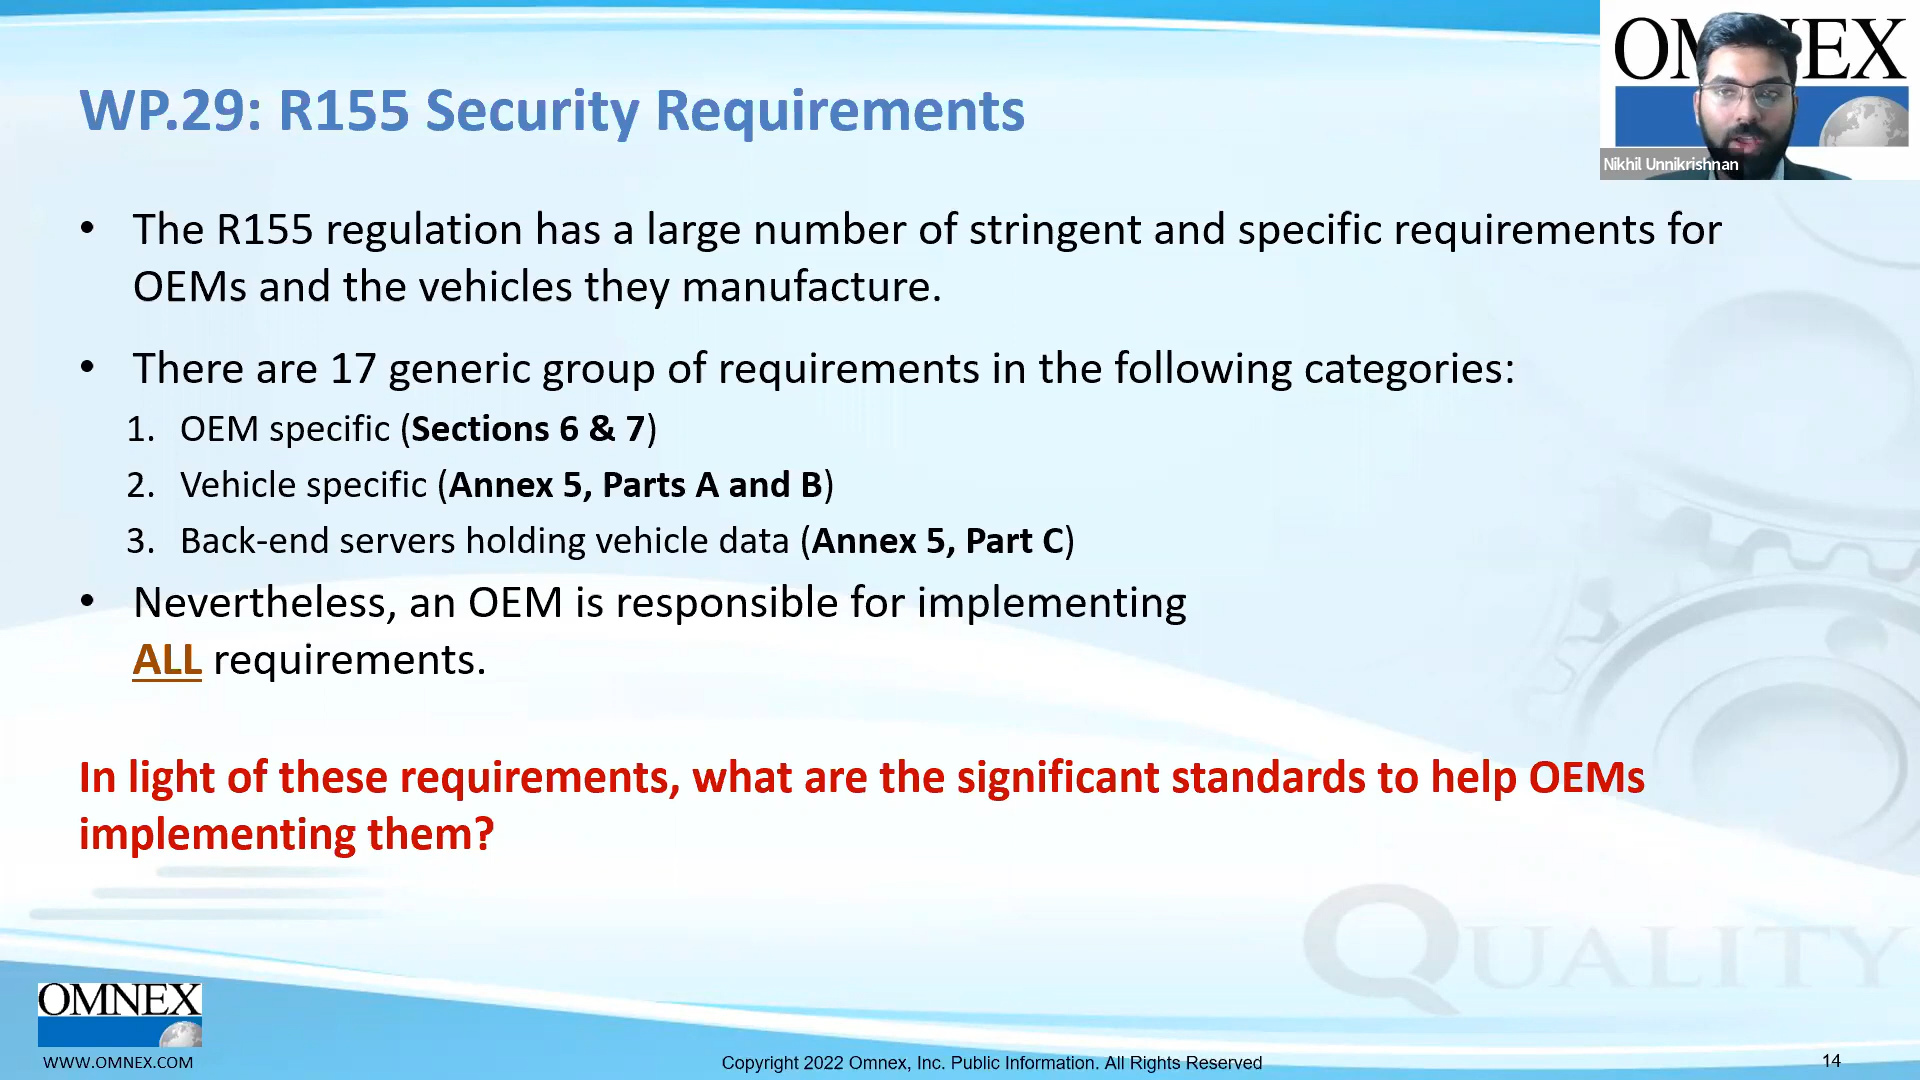 OMNEX
WP.29: R155 Security Requirements
Nikhil Unnikrishnan
• The R155 regulation has a large number of stringent and specific requirements for
OEMs and the vehicles they manufacture.
• There are 17 generic group of requirements in the following categories:
1. OEM specific (Sections 6 & 7)
2. Vehicle specific (Annex 5, Parts A and B)
3. Back-end servers holding vehicle data (Annex 5, Part C)
• Nevertheless, an OEM is responsible for implementing
ALL requirements.
In light of these requirements, what are the significant standards to help OEMs
implementing them?
QUALITY
OMNEX
WWW.OMNEX.COM
Copyright 2022 Omnex, Inc. Public Information. All Rights Reserved
14